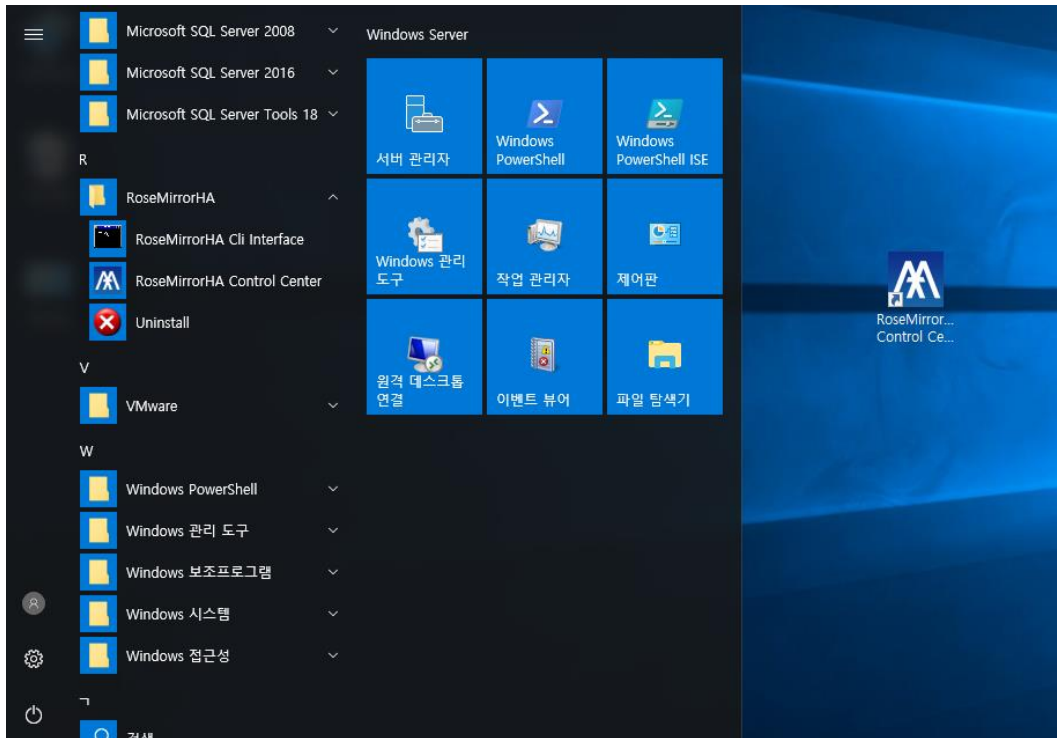 Microsoft SQL Server 2008
Microsoft SQL Server 2016
Microsoft SQL Server Tools 18
R
RoseMirrorHA
RoseMirrorHA Cli Interface
RoseMirrorHA Control Center
Uninstall
V
VMware
W
Windows PowerShell
Windows 관리 도구
Windows 보조프로그램
Windows 시스템
Windows 접근성
ㄱ
검색
Windows Server
서버 관리자
Windows
PowerShell
Windows
PowerShell ISE
Windows 관리
도구
작업 관리자
제어판
원격 데스크톱
연결
이벤트 뷰어
파일 탐색기
RoseMirror...
Control Ce...